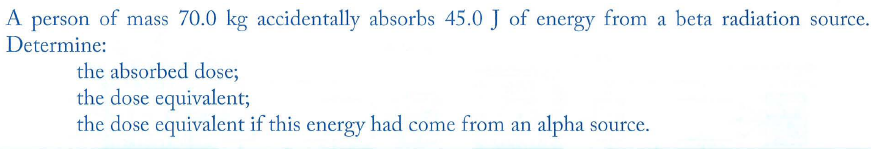 A person of mass 70.0 kg accidentally absorbs 45.0 J of energy from a beta radiation source.
Determine:
the absorbed dose;
the dose equivalent;
the dose equivalent if this energy had come from an alpha source.